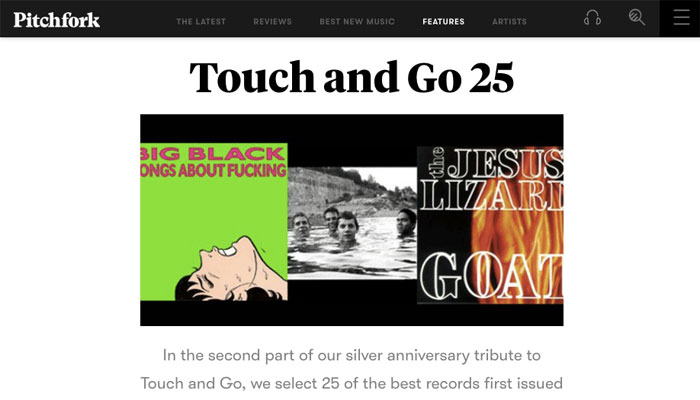 Pitchfork
THE LATEST
REVIEWS
BEST NEW MUSIC
FEATURES
ARTISTS
Touch and Go 25
BIG BLACK
ONGS ABOUT FUCKING
the JESUS
LIZARD
GOAT
In the second part of our silver anniversary tribute to
Touch and Go, we select 25 of the best records first issued